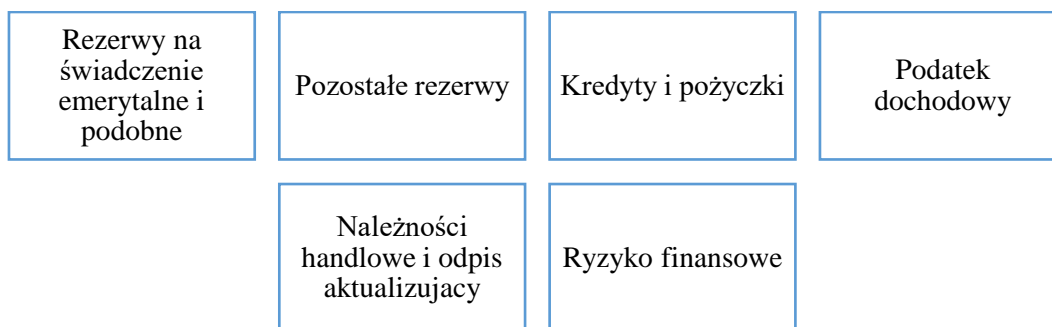 Rezerwy na
świadczenie
emerytalne i
podobne
Pozostałe rezerwy
Kredyty i pożyczki
Podatek
dochodowy
Należności
handlowe i odpis
aktualizujacy
Ryzyko finansowe